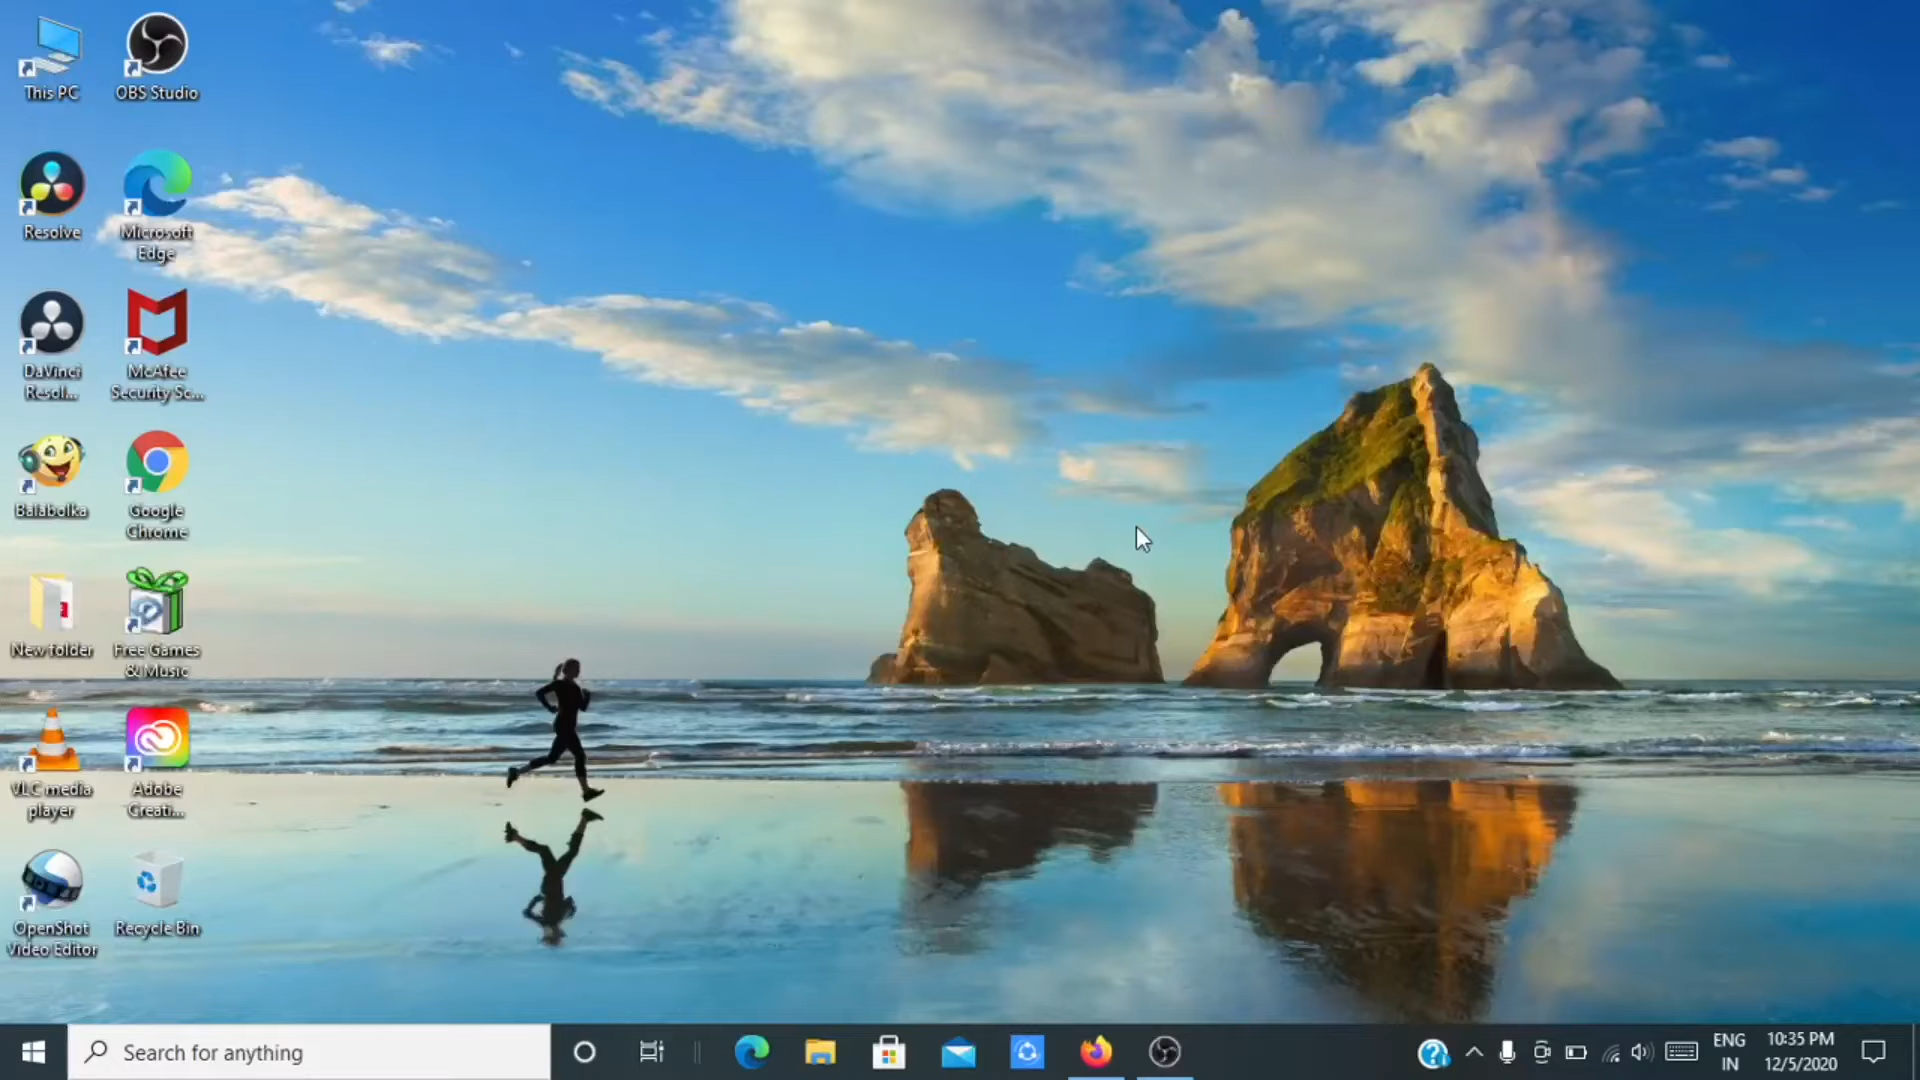 This PC
OBS Studio
Resolve
Microsoft
Edge
DaVinci
Resol...
McAfee
Security Sc...
Balabolka
Google
Chrome
New folder
Free Games
& Music
VLC media
player
Adobe
Creati...
OpenShot
Video Editor
Recycle Bin
Search for anything
ENG
IN
10:35 PM
12/5/2020